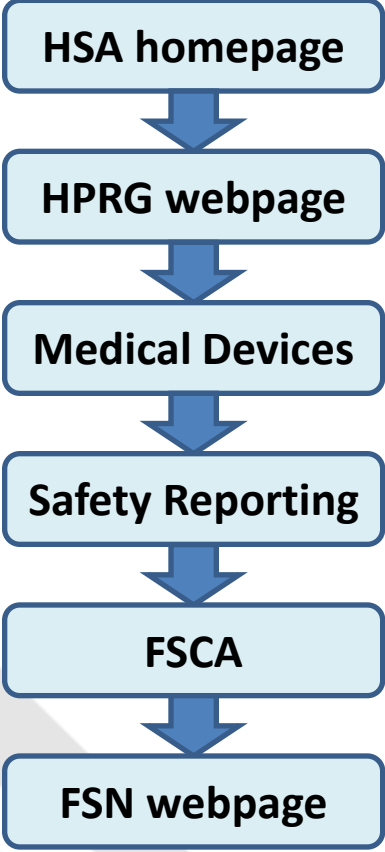 HSA homepage
HPRG webpage
Medical Devices
Safety Reporting
FSCA
FSN webpage